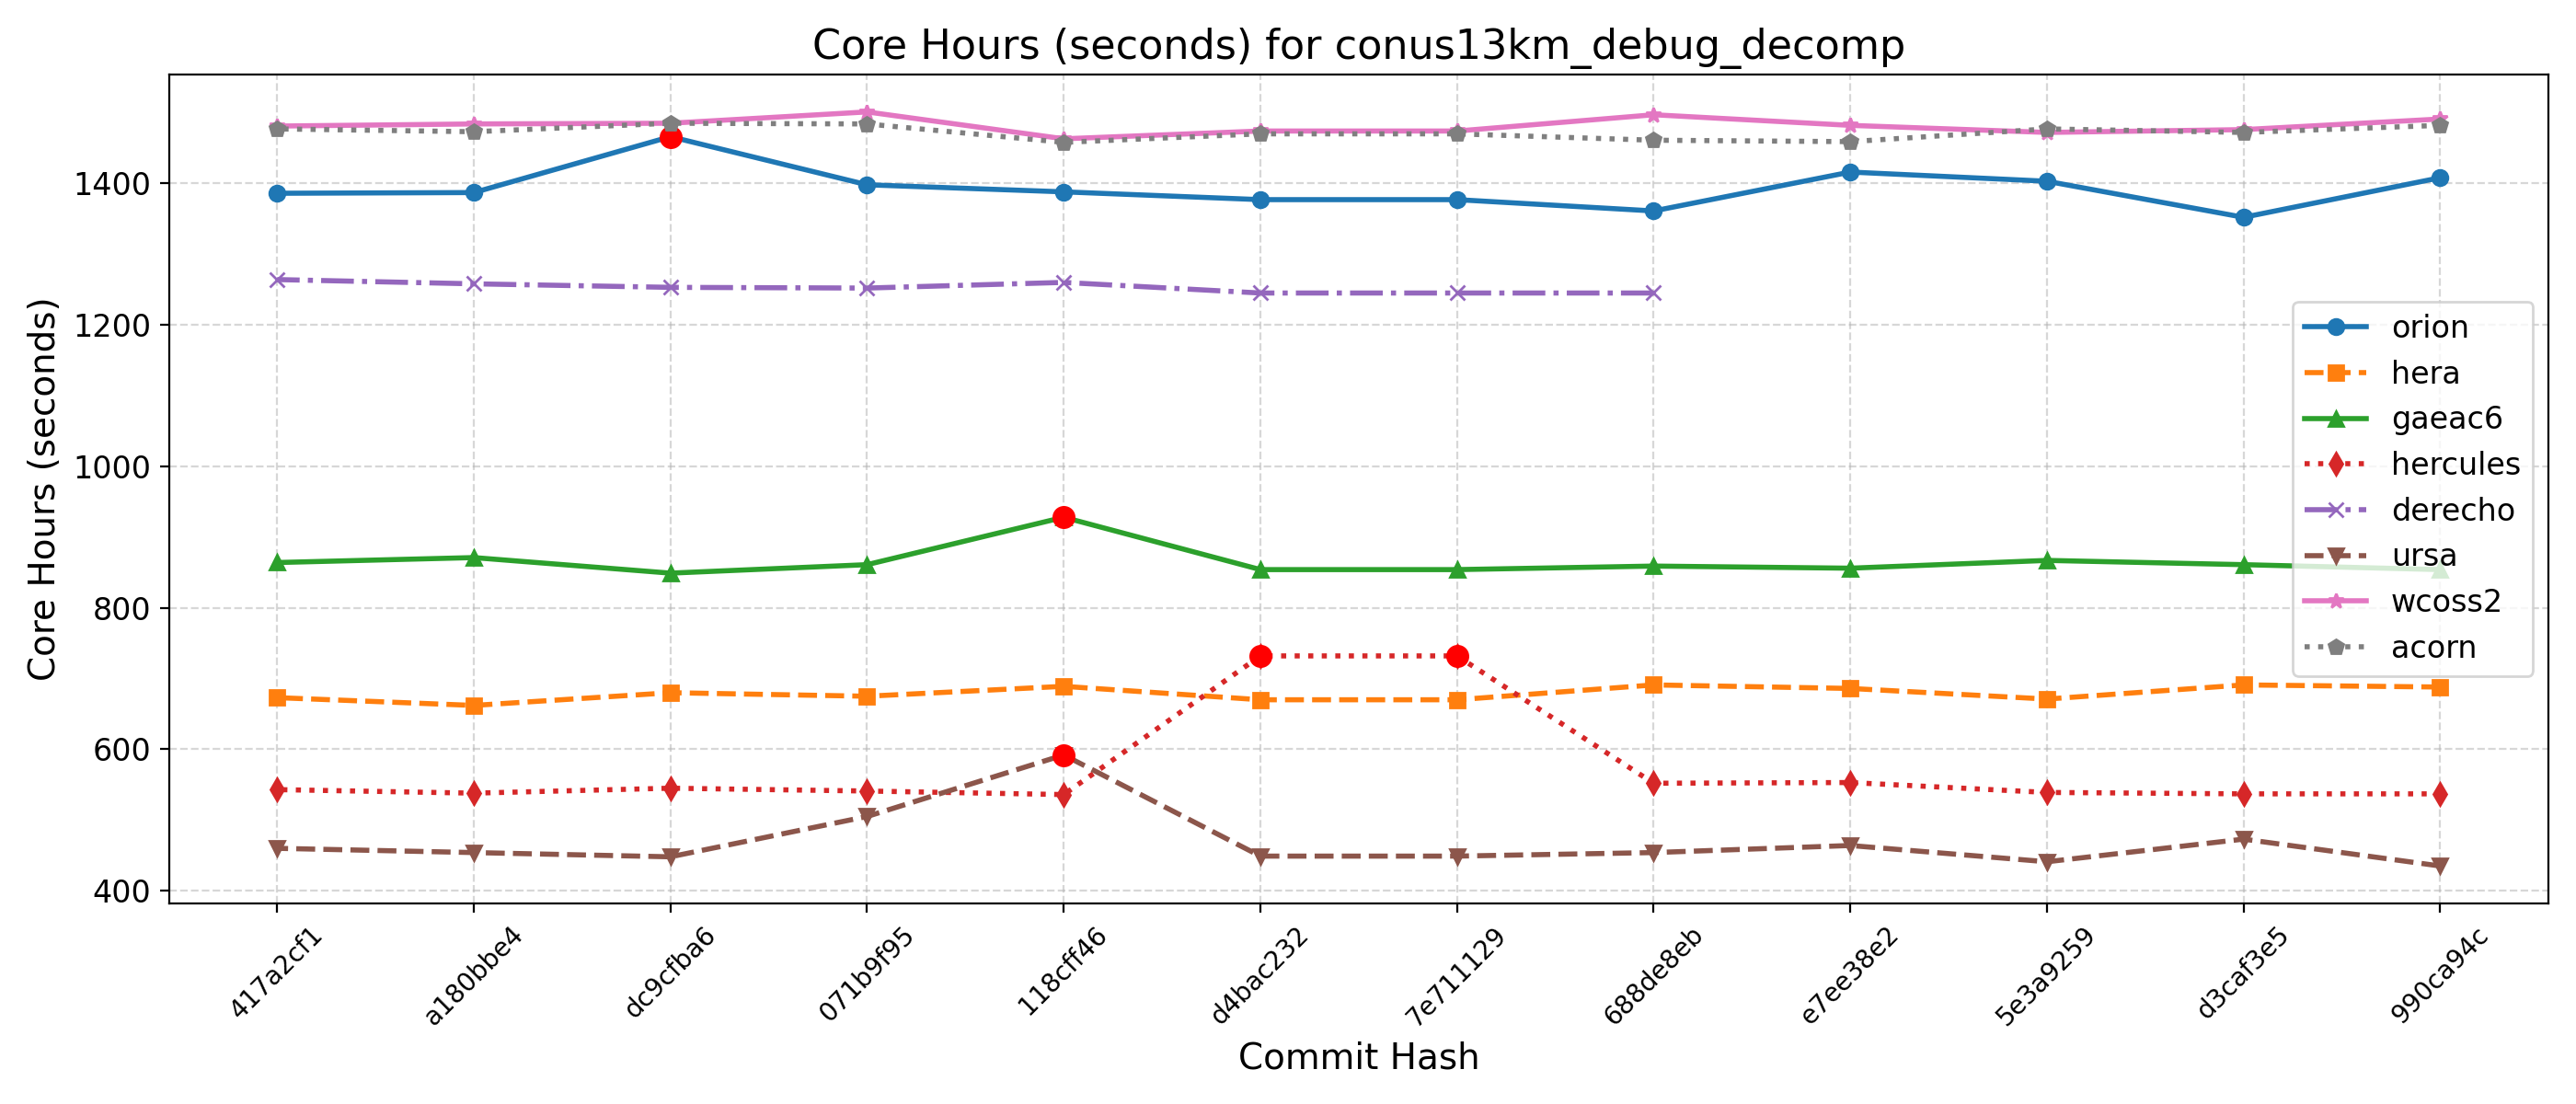 Core Hours (seconds) for conus13km_debug_decomp
Core Hours (seconds)
1400
1200
1000
800
600
400
orion
hera
gaeac6
hercules
derecho
ursa
wcoss2
acorn
417a2cf1
a180bbe4
dc9cfba6
071b9f95
118cff46
d4bac232
7e711129
688de8eb
e7ee38e2
5e3a9259
d3caf3e5
990ca94c
Commit Hash